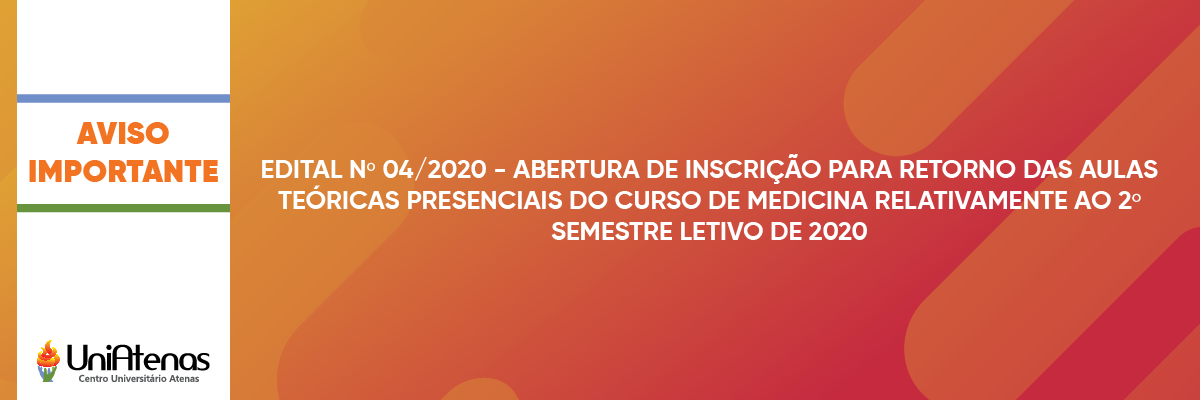 AVISO
IMPORTANTE
EDITAL Nº 04/2020 - ABERTURA DE INSCRIÇÃO PARA RETORNO DAS AULAS
TEÓRICAS PRESENCIAIS DO CURSO DE MEDICINA RELATIVAMENTE AO 2º
SEMESTRE LETIVO DE 2020
UniAtenas
Centro Universitário Atenas